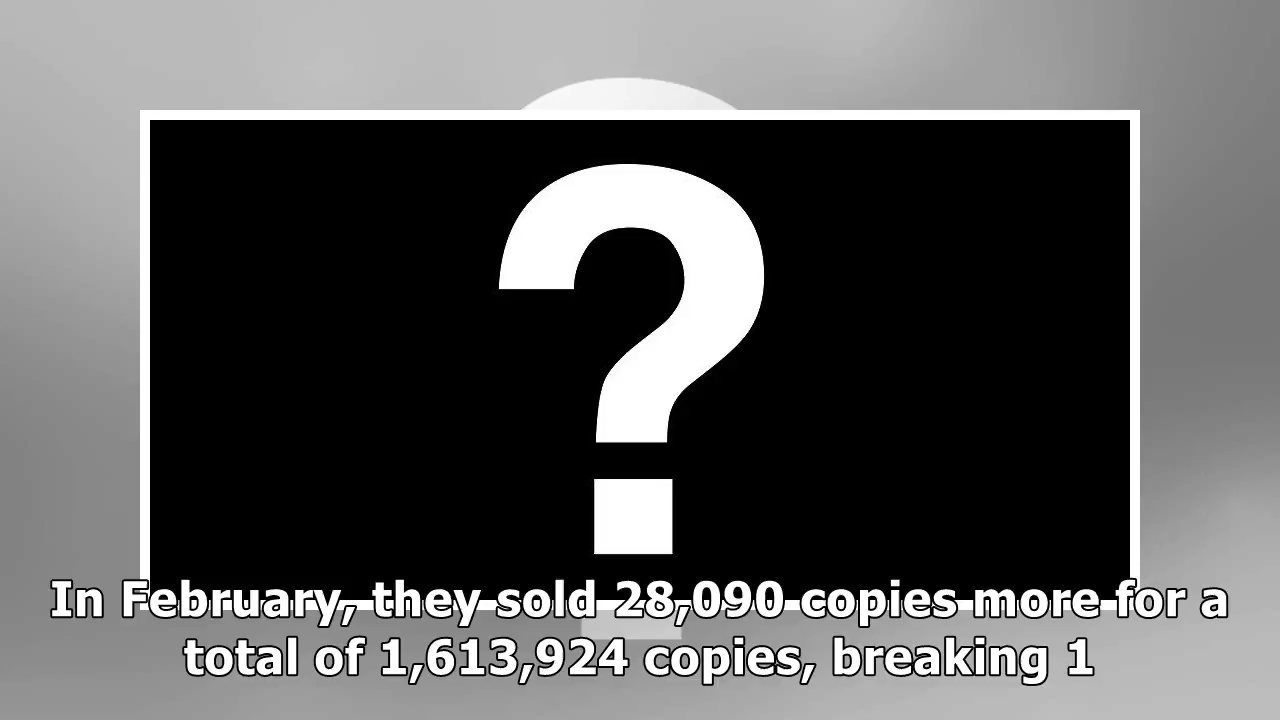 ?
In February, they sold 28,090 copies more for a
total of 1,613,924 copies, breaking 1